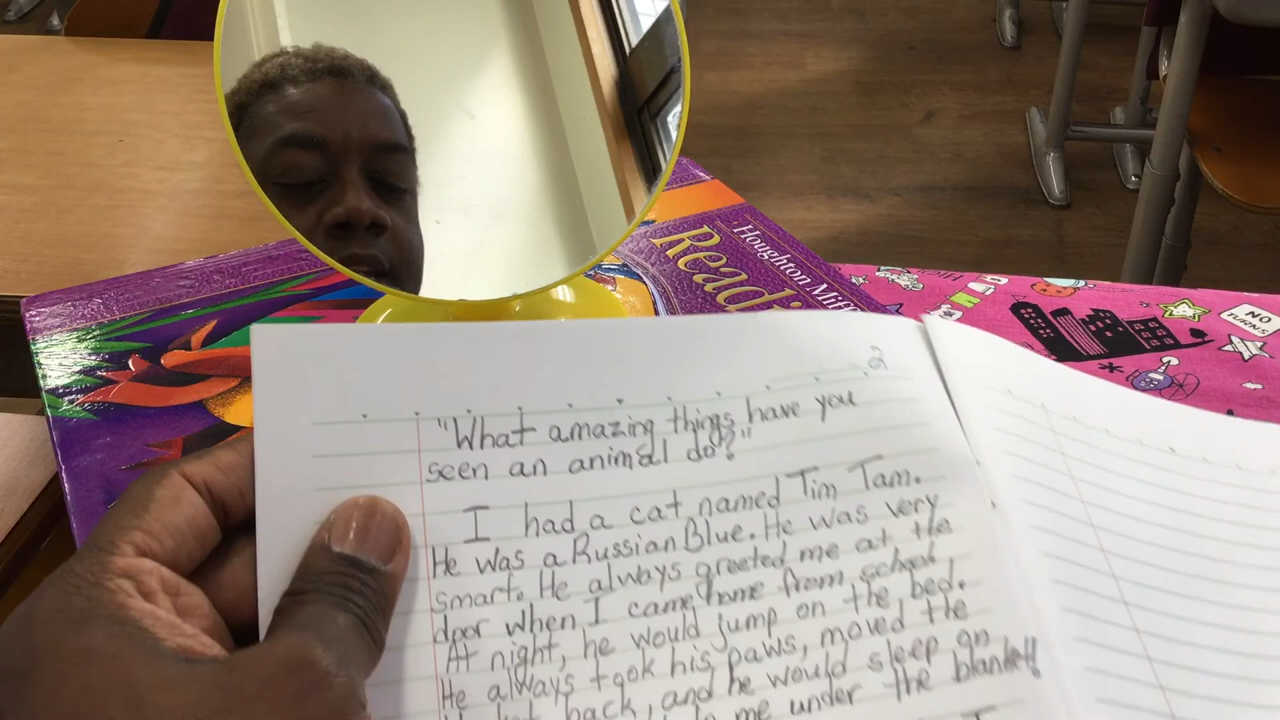 Houghton Miff
Readi
NO
TURNS
2
"What amazing things have you
seen an animal do?"
I had a cat named Tim Tam.
He was a Russian Blue. He was very
smart. He always greeted me at the
door when I came home from school.
At night, he would jump on the bed.
He always took his paws, moved the
back, and he would sleep on
me under the blanket!